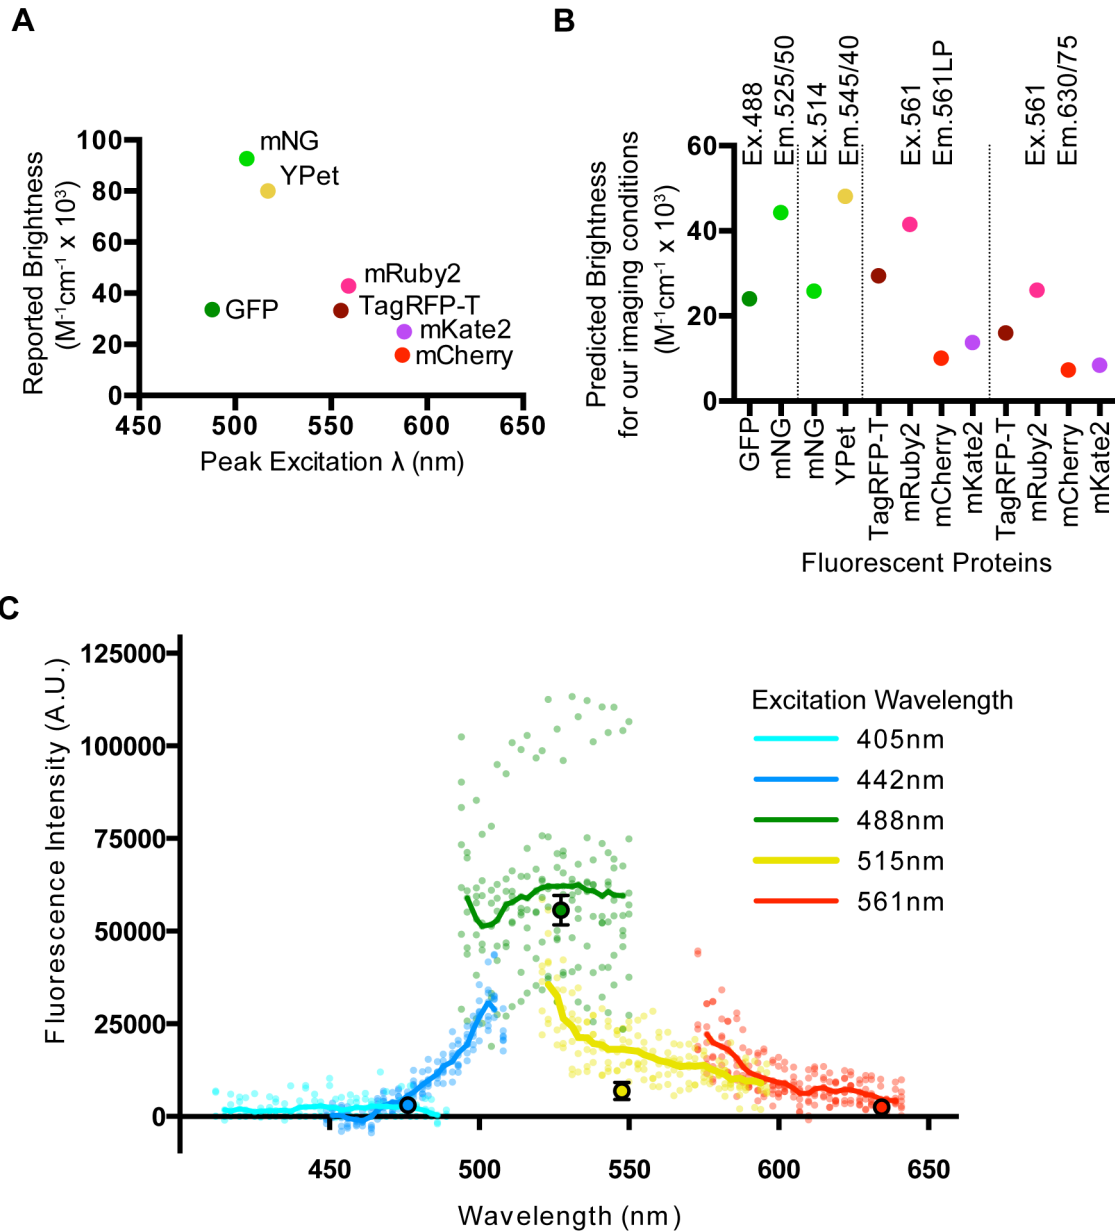 A
Reported Brightness
(M⁻¹cm⁻¹ x 10³)
100
80
60
40
20
0
mNG
YPet
mRuby2
GFP
TagRFP-T
mKate2
mCherry
450
500
550
600
650
Peak Excitation λ (nm)
B
Predicted Brightness
for our imaging conditions
(M⁻¹cm⁻¹ x 10³)
60
40
20
0
Ex.488
Em.525/50
Ex.514
Em.545/40
Ex.561
Em.561LP
Ex.561
Em.630/75
GFP
mNG
mNG
YPet
TagRFP-T
mRuby2
mCherry
mKate2
TagRFP-T
mRuby2
mCherry
mKate2
Fluorescent Proteins
C
Fluorescence Intensity (A.U.)
125000
100000
75000
50000
25000
0
Excitation Wavelength
405nm
442nm
488nm
515nm
561nm
450
500
550
600
650
Wavelength (nm)